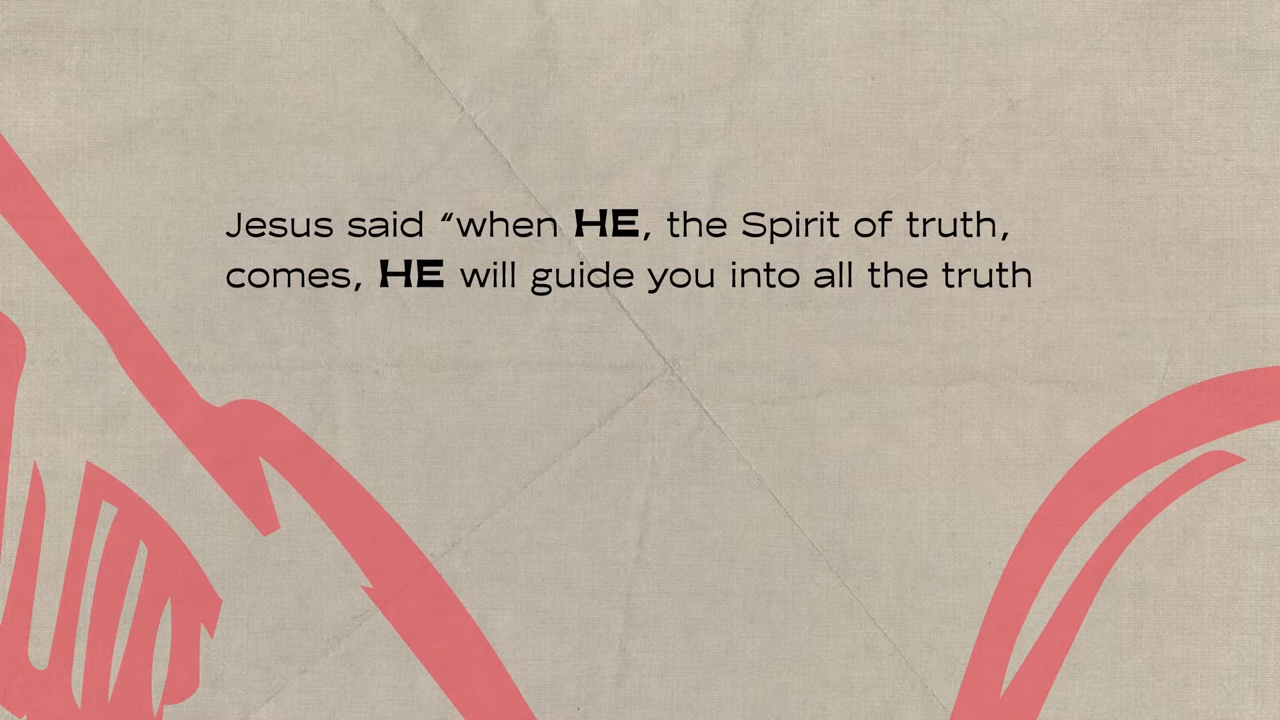 Jesus said “when HE, the Spirit of truth,
comes, HE will guide you into all the truth